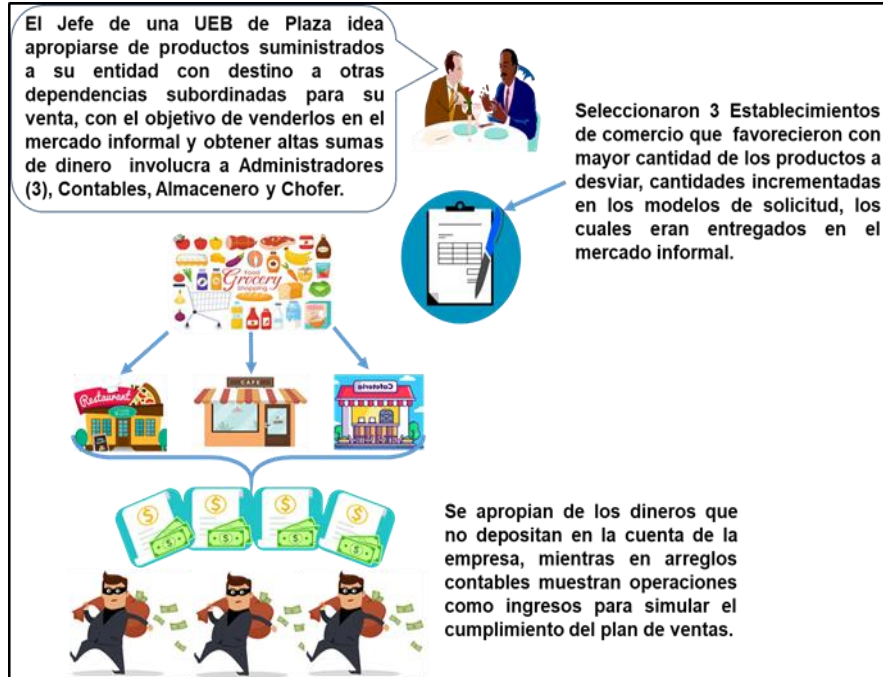 El Jefe de una UEB de Plaza idea
apropiarse de productos suministrados
a su entidad con destino a otras
dependencias subordinadas para su
venta, con el objetivo de venderlos en el
mercado informal y obtener altas sumas
de dinero involucra a Administradores
(3), Contables, Almacenero y Chofer.
Seleccionaron 3 Establecimientos
de comercio que favorecieron con
mayor cantidad de los productos a
desviar, cantidades incrementadas
en los modelos de solicitud, los
cuales eran entregados en el
mercado informal.
Food
Grocery
Shopping
Restaurant
CAFE
Cafetería
Se apropian de los dineros que
no depositan en la cuenta de la
empresa, mientras en arreglos
contables muestran operaciones
como ingresos para simular el
cumplimiento del plan de ventas.